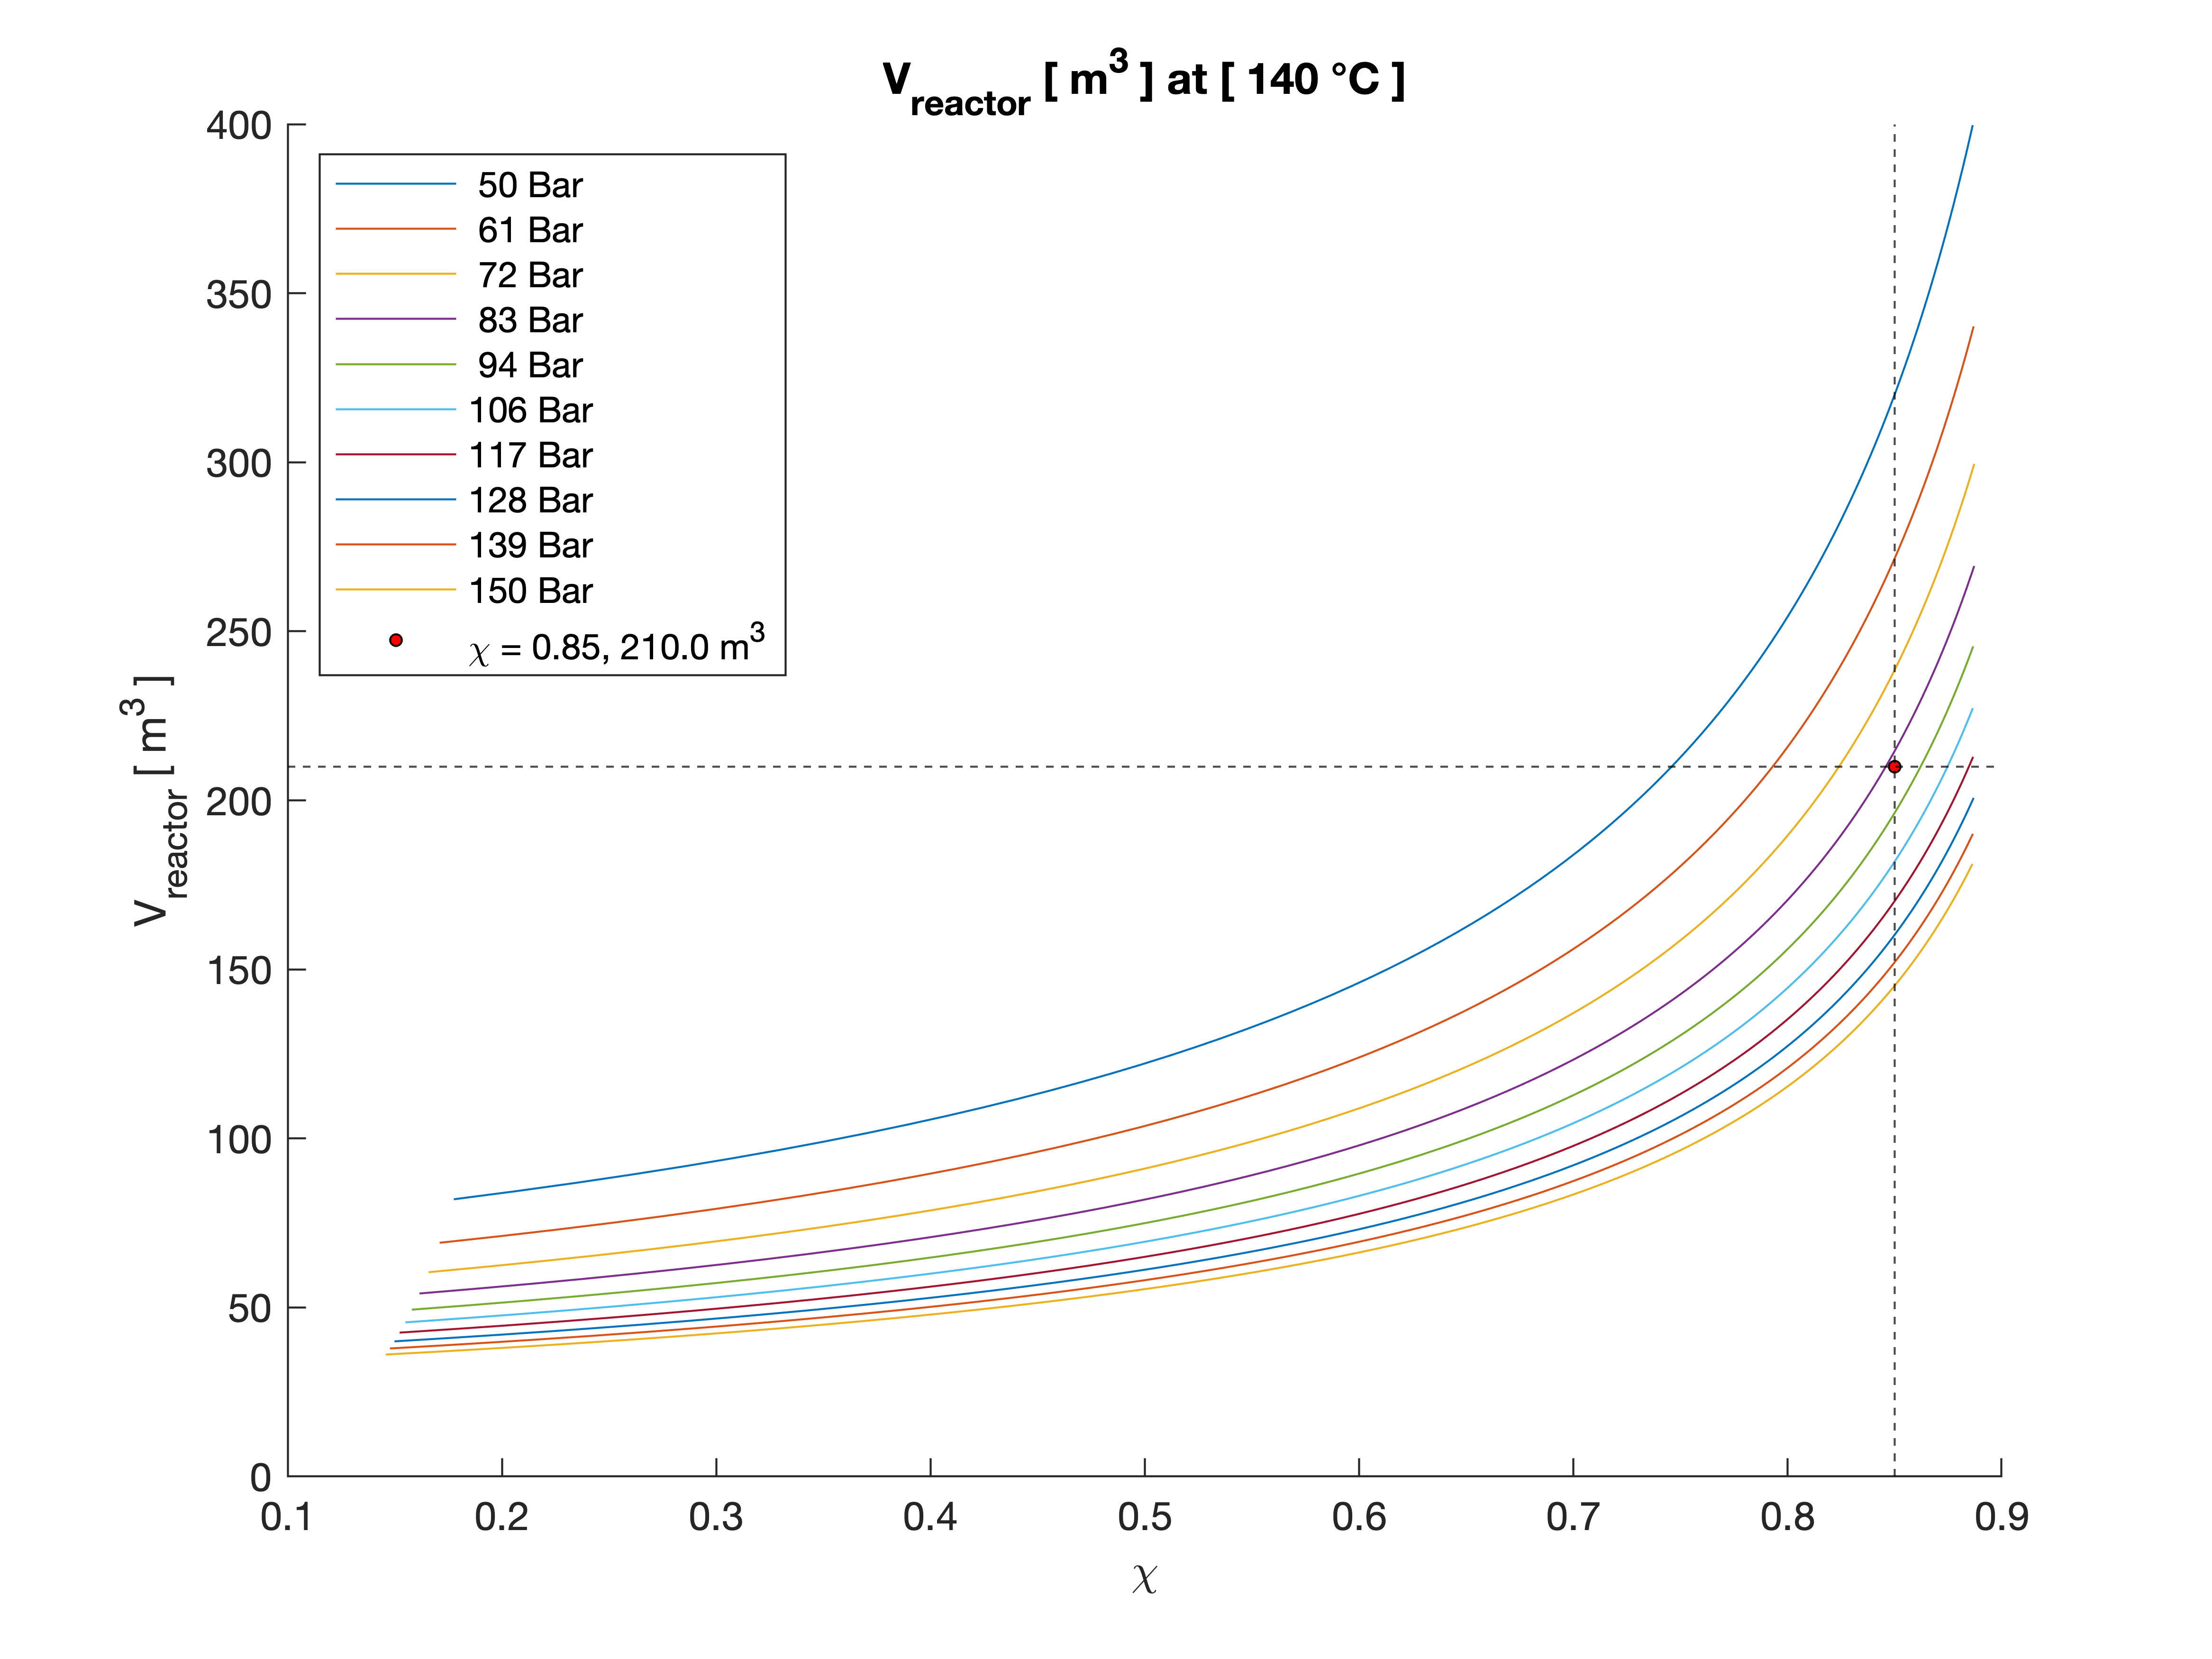 V_reactor [ m^3 ] at [ 140 °C ]
400
350
300
250
200
150
100
50
0
V_reactor [ m^3 ]
50 Bar
61 Bar
72 Bar
83 Bar
94 Bar
106 Bar
117 Bar
128 Bar
139 Bar
150 Bar
χ = 0.85, 210.0 m^3
0.1 0.2 0.3 0.4 0.5 0.6 0.7 0.8 0.9
χ